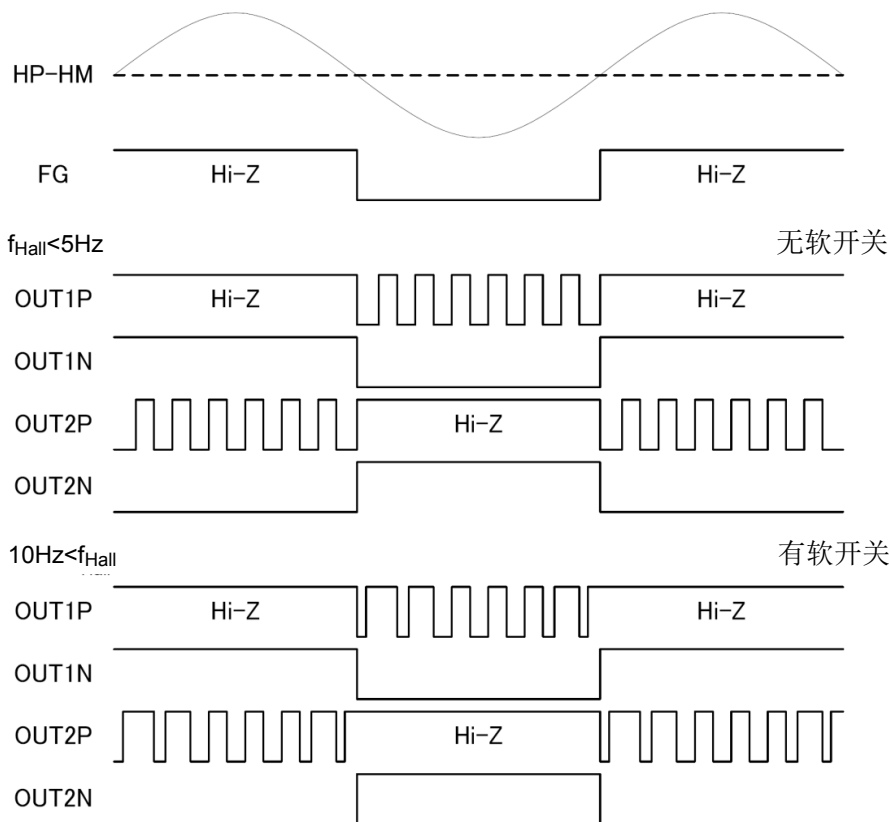 HP-HM
FG Hi-Z Hi-Z
fHall<5Hz 无软开关
OUT1P Hi-Z Hi-Z
OUT1N
OUT2P Hi-Z
OUT2N
10Hz<fHall 有软开关
OUT1P Hi-Z Hi-Z
OUT1N
OUT2P Hi-Z
OUT2N